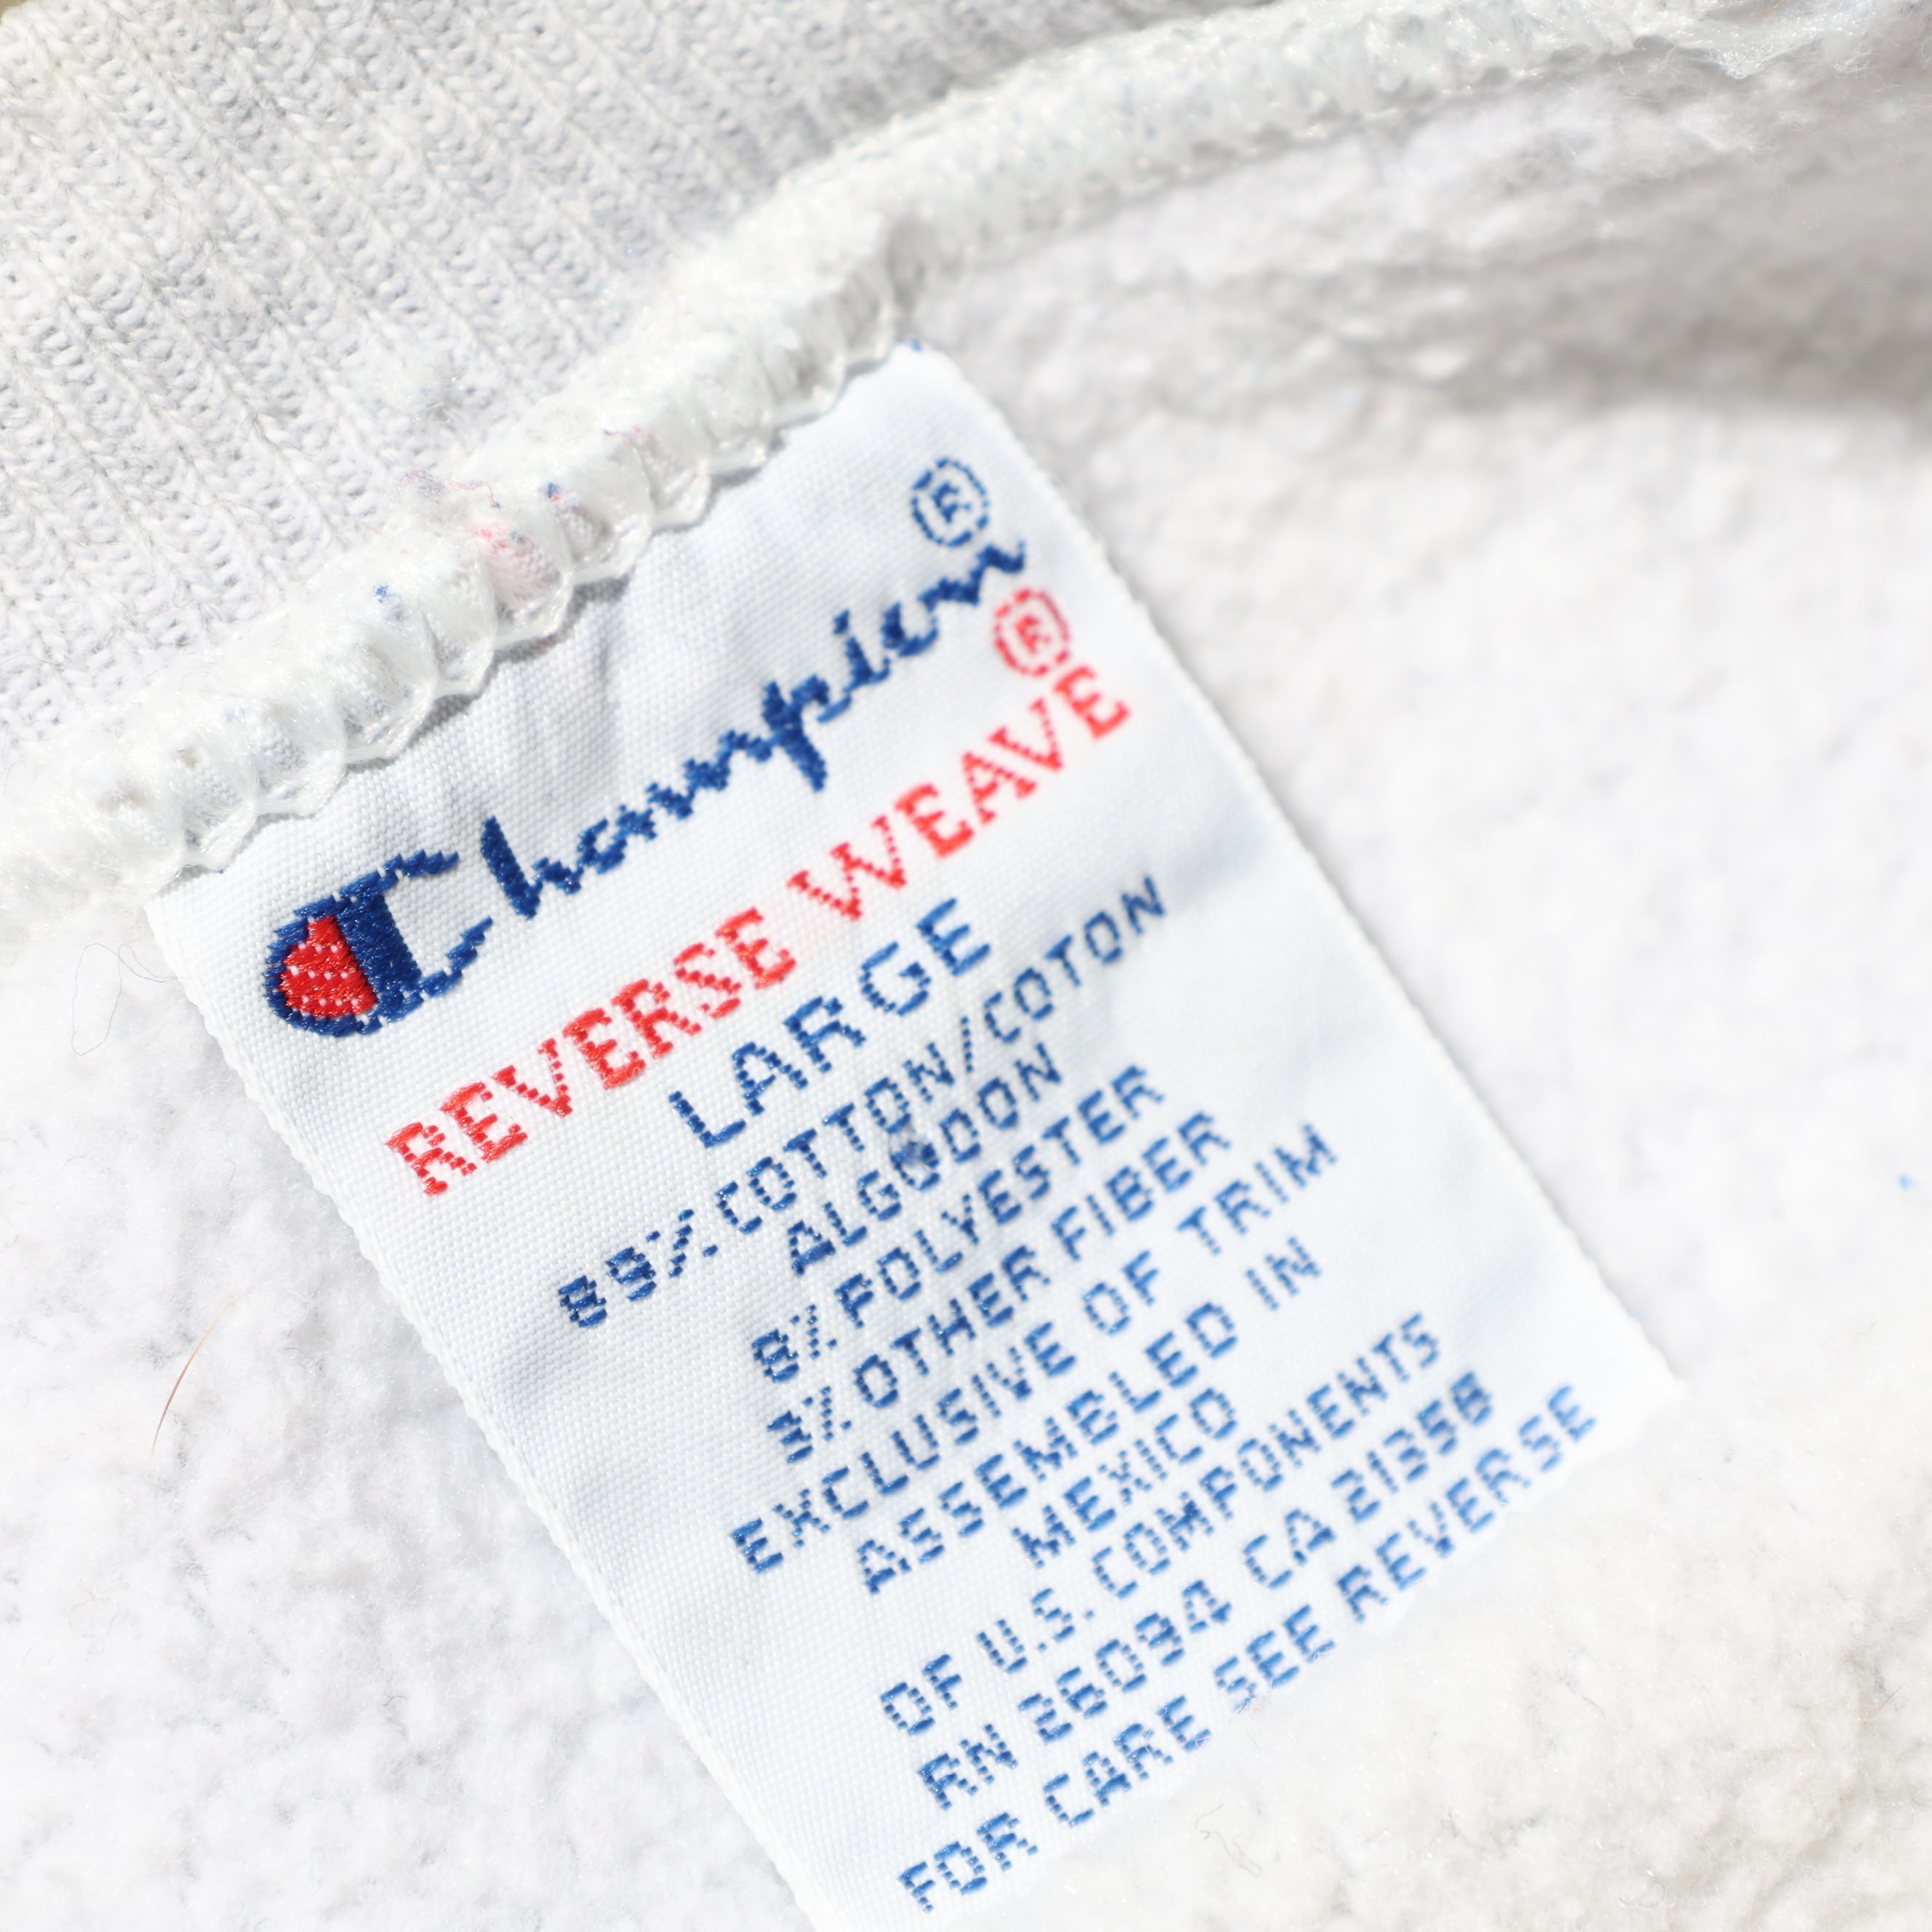 Champion®
REVERSE WEAVE®
LARGE
89% COTTON/COTON
ALGODON
8% POLYESTER
3% OTHER FIBER
EXCLUSIVE OF TRIM
ASSEMBLED IN
MEXICO
OF U.S. COMPONENTS
RN 26094 CA 21358
FOR CARE SEE REVERSE